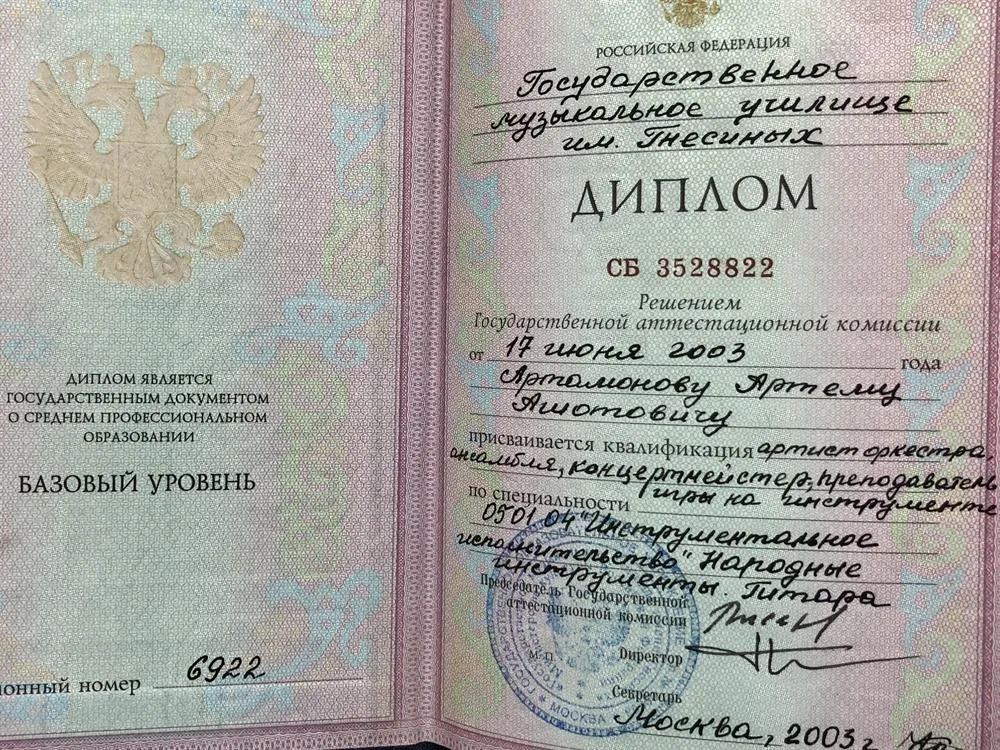 ДИПЛОМ ЯВЛЯЕТСЯ
ГОСУДАРСТВЕННЫМ ДОКУМЕНТОМ
О СРЕДНЕМ ПРОФЕССИОНАЛЬНОМ
ОБРАЗОВАНИИ
БАЗОВЫЙ УРОВЕНЬ
онный номер 6922
РОССИЙСКАЯ ФЕДЕРАЦИЯ
Государственное
музыкальное училище
им. Гнесиных
ДИПЛОМ
СБ 3528822
Решением
Государственной аттестационной комиссии
от 17 июня 2003 года
Артамонову Артему
Ашотовичу
присваивается квалификация артист оркестра,
ансамбля, концертмейстер, преподаватель
игры на инструменте
по специальности
0501 04 "Инструментальное
исполнительство" Народные
инструменты. Гитара
Председатель Государственной
аттестационной комиссии
М.П.
Директор
Секретарь
Москва, 2003 г.
МОСКВА